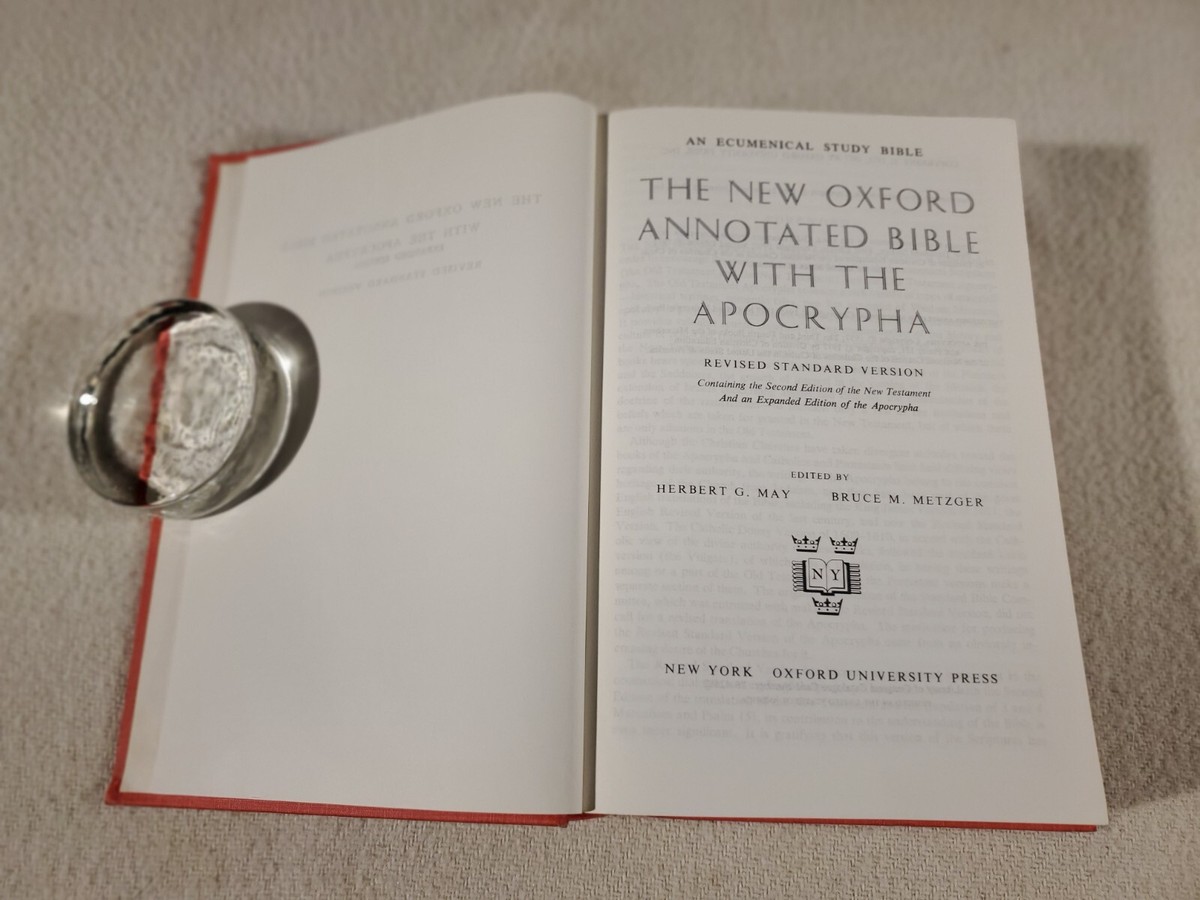 AN ECUMENICAL STUDY BIBLE
THE NEW OXFORD
ANNOTATED BIBLE
WITH THE
APOCRYPHA
REVISED STANDARD VERSION
Containing the Second Edition of the New Testament
And an Expanded Edition of the Apocrypha
EDITED BY
HERBERT G. MAY BRUCE M. METZGER
N Y
NEW YORK OXFORD UNIVERSITY PRESS